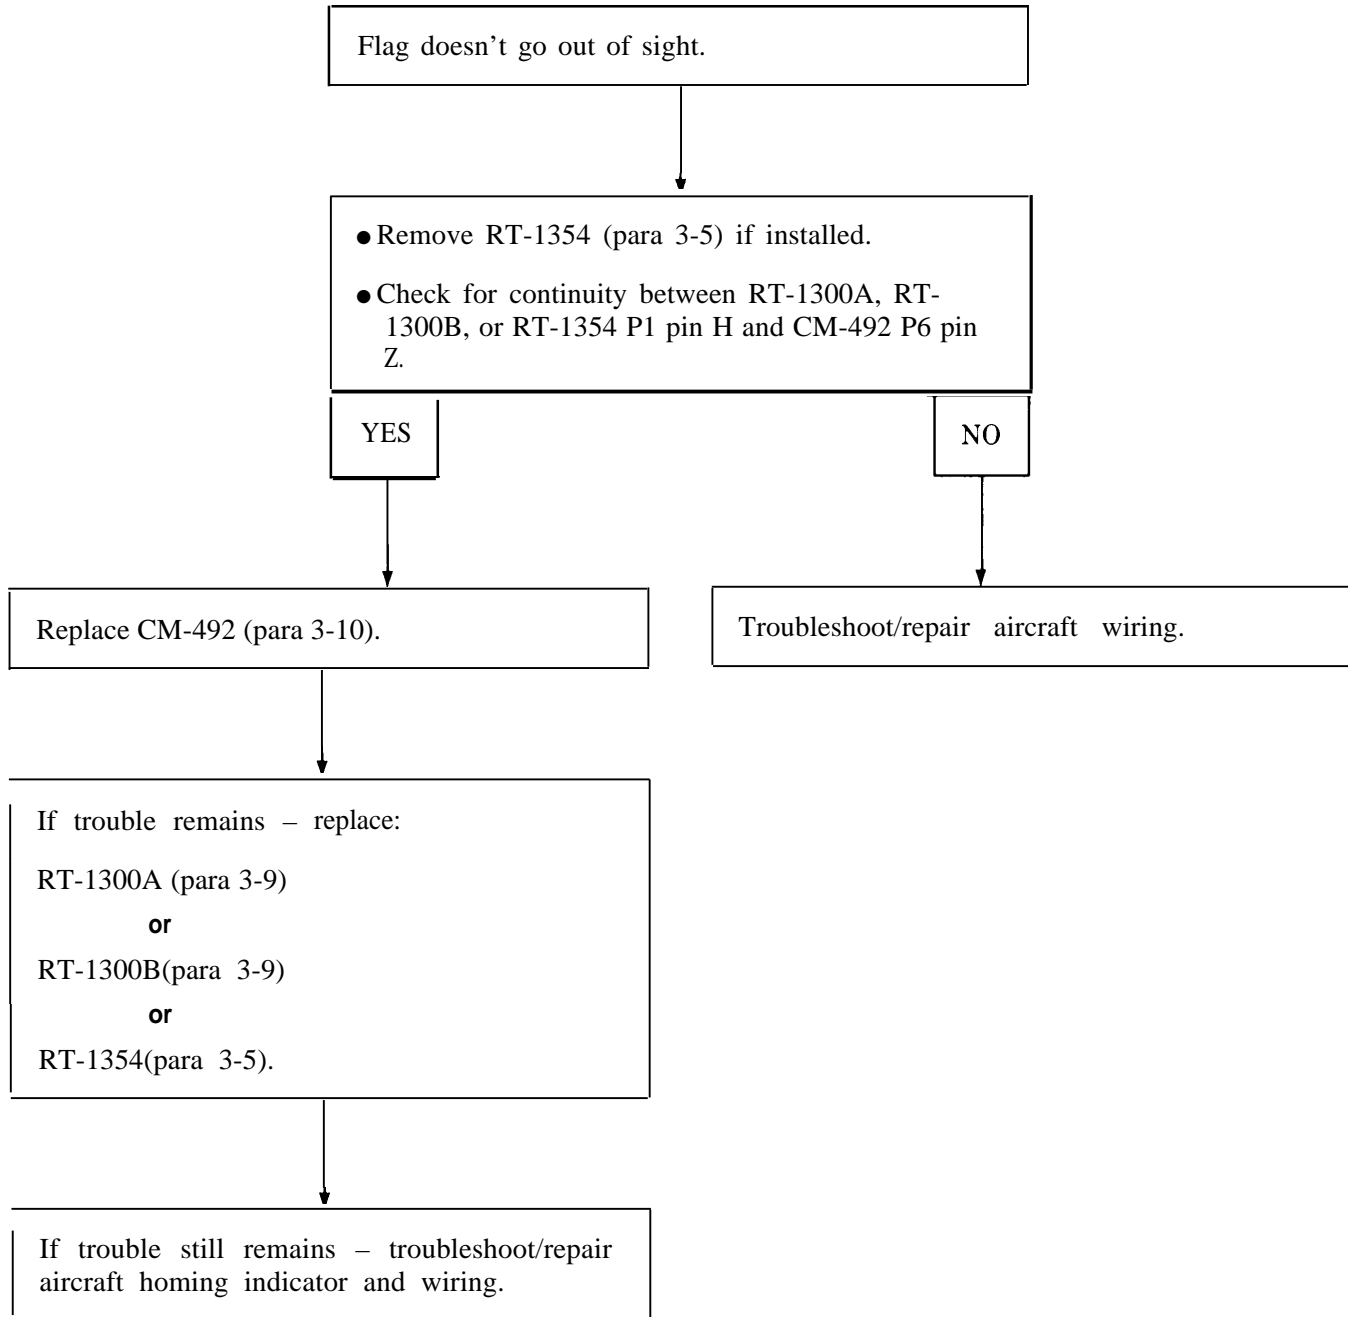 Flag doesn't go out of sight.
● Remove RT-1354 (para 3-5) if installed.
● Check for continuity between RT-1300A, RT-
1300B, or RT-1354 P1 pin H and CM-492 P6 pin
Z.
YES
NO
Replace CM-492 (para 3-10).
Troubleshoot/repair aircraft wiring.
If trouble remains – replace:
RT-1300A (para 3-9)
or
RT-1300B(para 3-9)
or
RT-1354(para 3-5).
If trouble still remains – troubleshoot/repair
aircraft homing indicator and wiring.